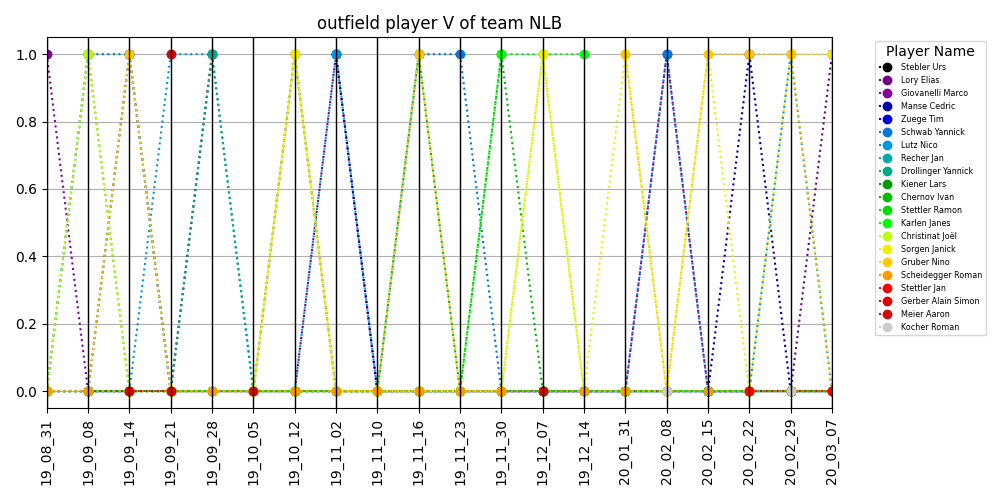 outfield player V of team NLB
1.0
0.8
0.6
0.4
0.2
0.0
19_08_31
19_09_08
19_09_14
19_09_21
19_09_28
19_10_05
19_10_12
19_11_02
19_11_10
19_11_16
19_11_23
19_11_30
19_12_07
19_12_14
20_01_31
20_02_08
20_02_15
20_02_22
20_02_29
20_03_07
Player Name
Stebler Urs
Lory Elias
Giovanelli Marco
Manse Cedric
Zuege Tim
Schwab Yannick
Lutz Nico
Recher Jan
Drollinger Yannick
Kiener Lars
Chernov Ivan
Stettler Ramon
Karlen Janes
Christinat Joël
Sorgen Janick
Gruber Nino
Scheidegger Roman
Stettler Jan
Gerber Alain Simon
Meier Aaron
Kocher Roman